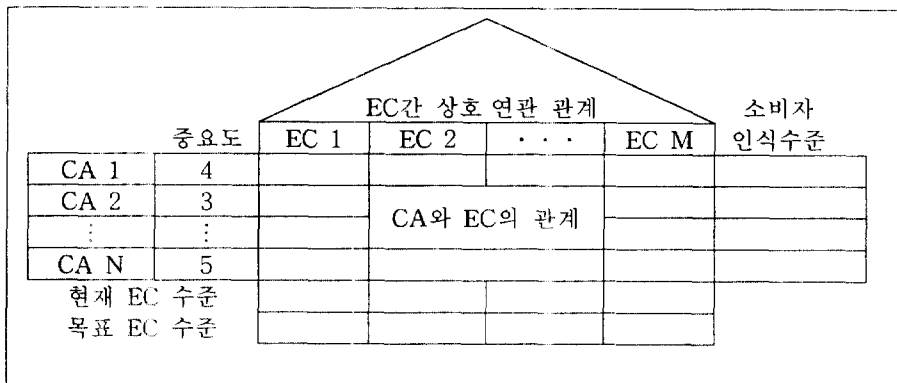 EC간 상호 연관 관계
소비자
인식수준
중요도 EC 1 EC 2 · · · EC M
CA 1 4
CA 2 3
CA와 EC의 관계
⋮ ⋮
CA N 5
현재 EC 수준
목표 EC 수준